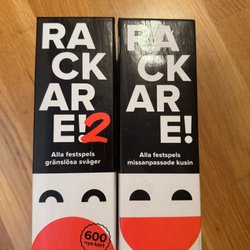 RA
CK
AR
E!2
Alla festspels
gränslösa svåger
600
nya kort
RA
CK
AR
E!
Alla festspels
missanpassade kusin